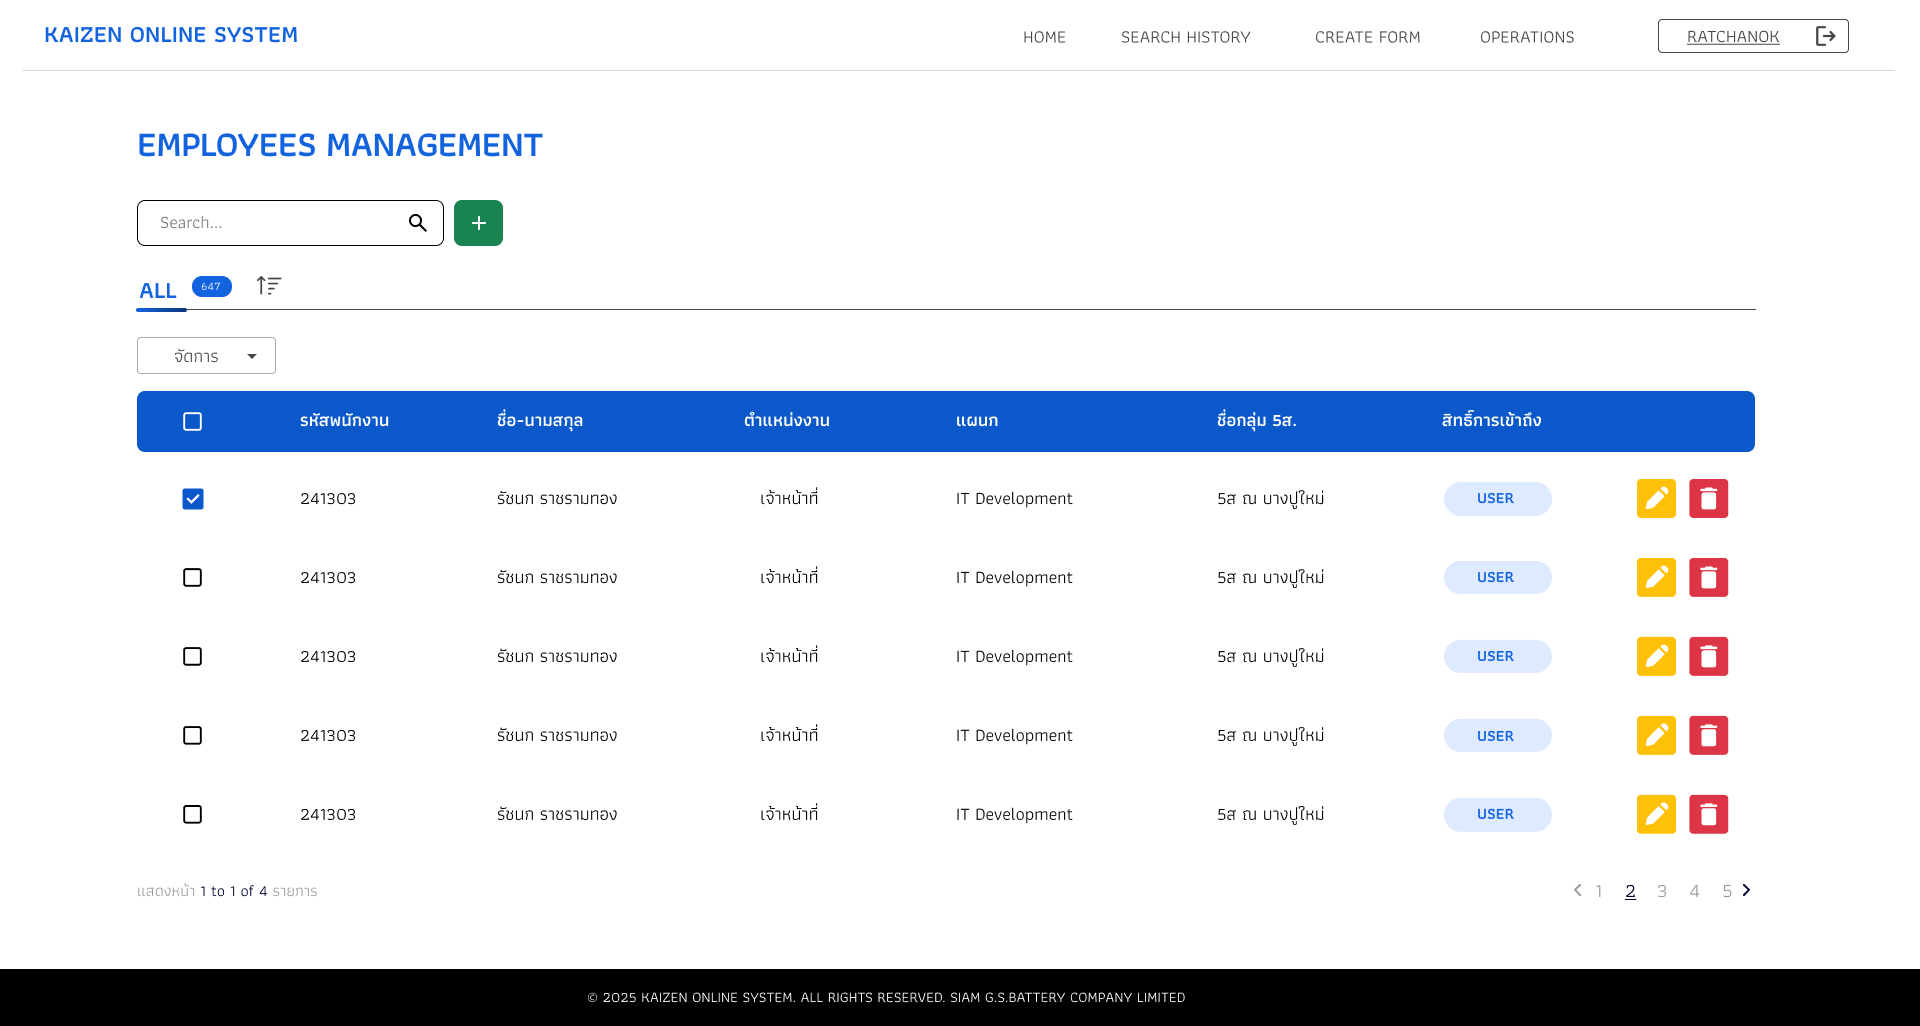 KAIZEN ONLINE SYSTEM HOME SEARCH HISTORY CREATE FORM OPERATIONS RATCHANOK
EMPLOYEES MANAGEMENT
Search...
ALL 647
จัดการ
รหัสพนักงาน ชื่อ-นามสกุล ตำแหน่งงาน แผนก ชื่อกลุ่ม 5ส. สิทธิ์การเข้าถึง
241303 รัชนก ราชรามทอง เจ้าหน้าที่ IT Development 5ส ณ บางปูใหม่ USER
241303 รัชนก ราชรามทอง เจ้าหน้าที่ IT Development 5ส ณ บางปูใหม่ USER
241303 รัชนก ราชรามทอง เจ้าหน้าที่ IT Development 5ส ณ บางปูใหม่ USER
241303 รัชนก ราชรามทอง เจ้าหน้าที่ IT Development 5ส ณ บางปูใหม่ USER
241303 รัชนก ราชรามทอง เจ้าหน้าที่ IT Development 5ส ณ บางปูใหม่ USER
แสดงหน้า 1 to 1 of 4 รายการ 1 2 3 4 5
© 2025 KAIZEN ONLINE SYSTEM. ALL RIGHTS RESERVED. SIAM G.S.BATTERY COMPANY LIMITED